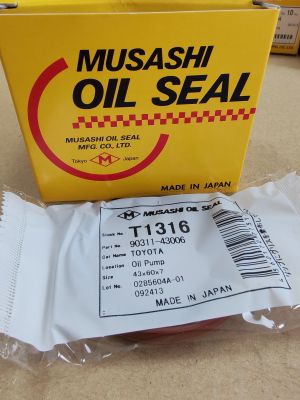 MUSASHI
OIL SEAL
MUSASHI OIL SEAL
MFG. CO., LTD.
Tokyo M Japan
MADE IN JAPAN
M MUSASHI OIL SEAL
Stock No. T1316
Part No. 90311-43006
Car Name TOYOTA
Location Oil Pump
Size 43x60x7
Lot No. 0285604A-01
092413
MADE IN JAPAN